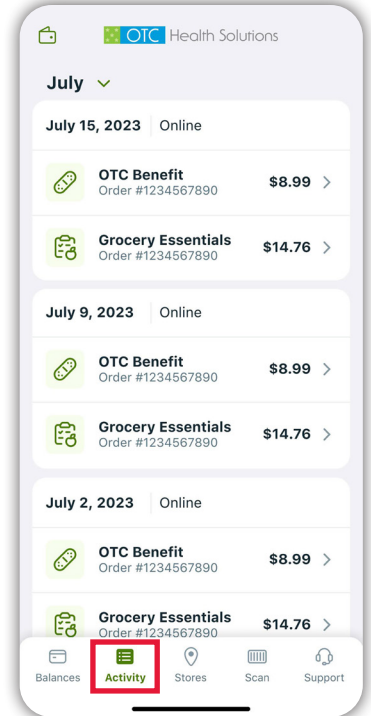 OTC Health Solutions
July
July 15, 2023 Online
OTC Benefit
Order #1234567890
$8.99
Grocery Essentials
Order #1234567890
$14.76
July 9, 2023 Online
OTC Benefit
Order #1234567890
$8.99
Grocery Essentials
Order #1234567890
$14.76
July 2, 2023 Online
OTC Benefit
Order #1234567890
$8.99
Grocery Essentials
Order #1234567890
$14.76
Balances Activity Stores Scan Support